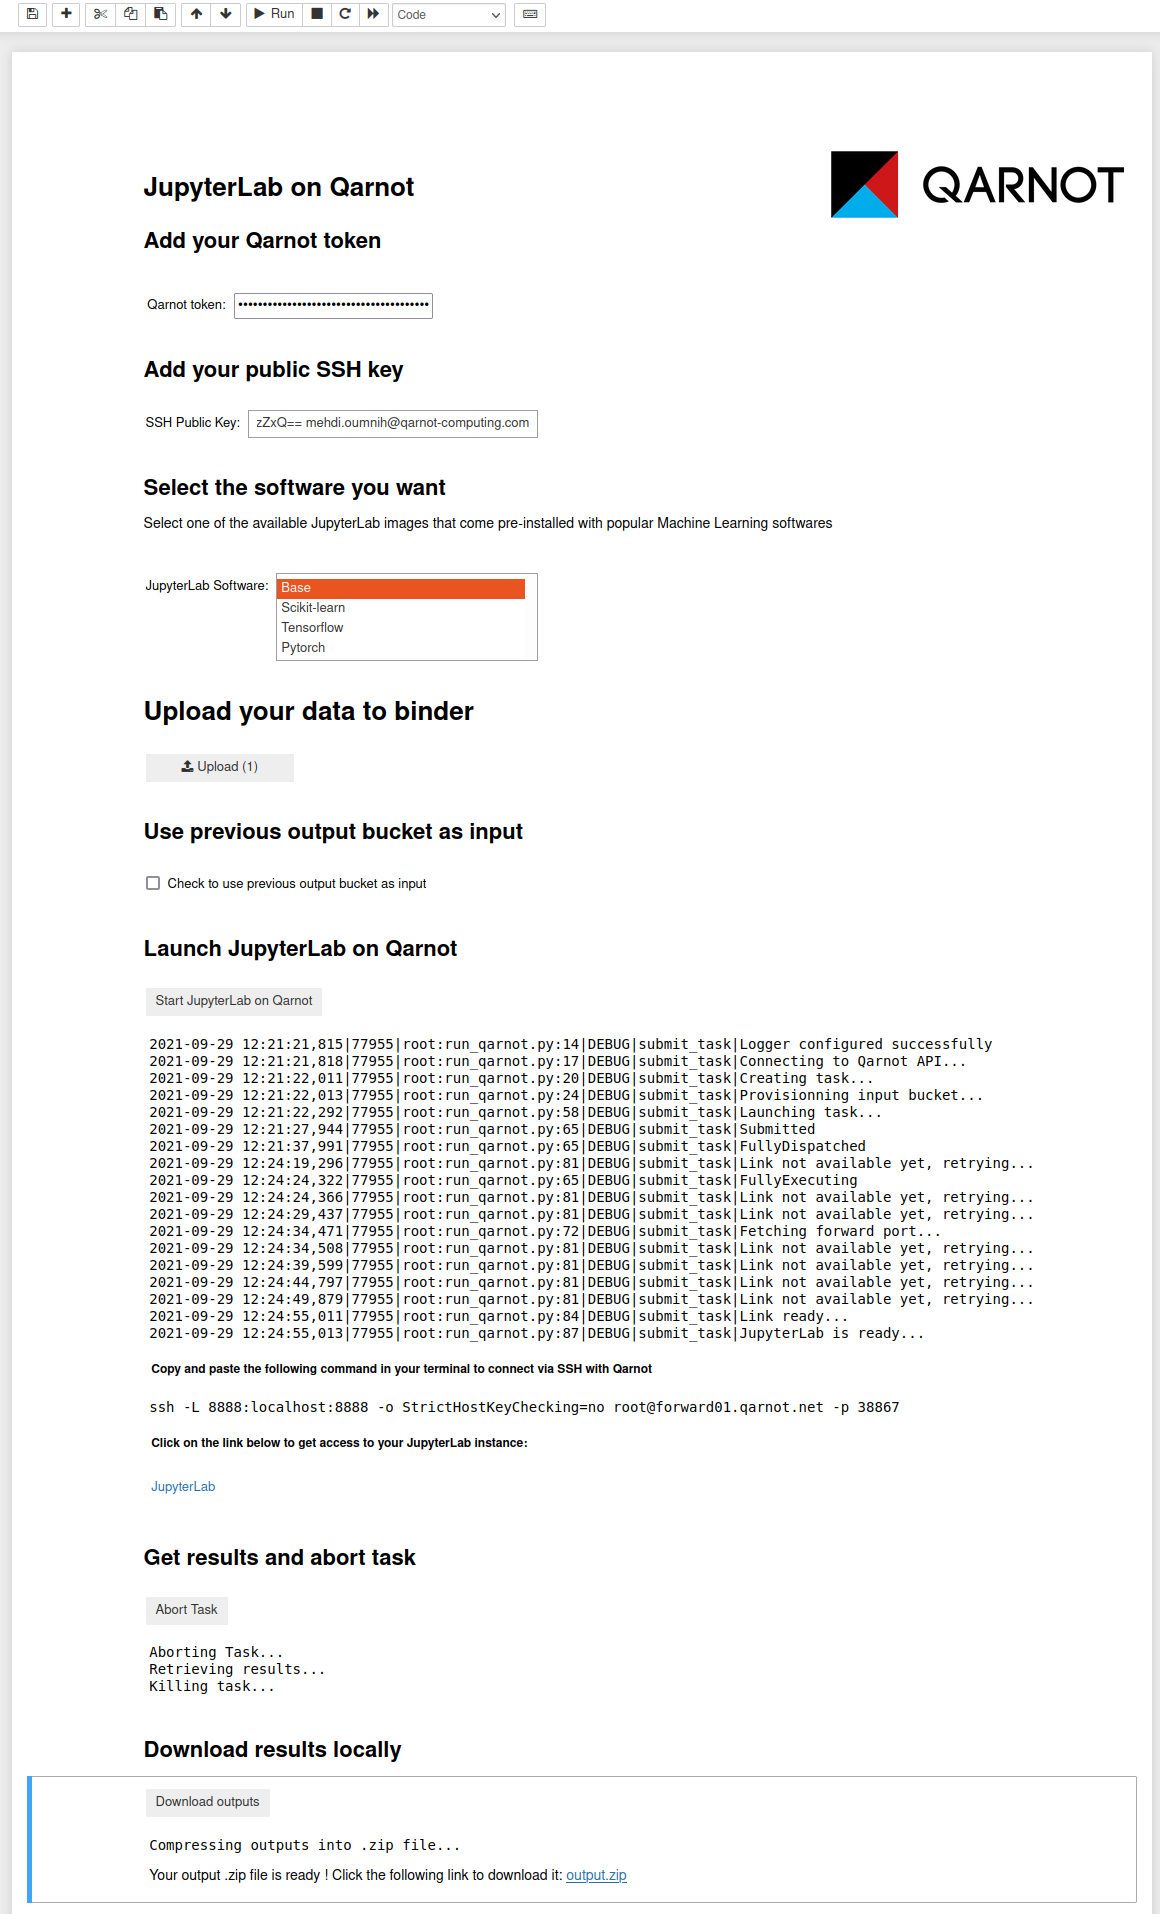 Run
Code
QARNOT
JupyterLab on Qarnot
Add your Qarnot token
Qarnot token: •••••••••••••••••••••••••••••••••••••••
Add your public SSH key
SSH Public Key: zZxQ== mehdi.oumnih@qarnot-computing.com
Select the software you want
Select one of the available JupyterLab images that come pre-installed with popular Machine Learning softwares
JupyterLab Software: Base
Scikit-learn
Tensorflow
Pytorch
Upload your data to binder
Upload (1)
Use previous output bucket as input
Check to use previous output bucket as input
Launch JupyterLab on Qarnot
Start JupyterLab on Qarnot
2021-09-29 12:21:21,815|77955|root:run_qarnot.py:14|DEBUG|submit_task|Logger configured successfully
2021-09-29 12:21:21,818|77955|root:run_qarnot.py:17|DEBUG|submit_task|Connecting to Qarnot API...
2021-09-29 12:21:22,011|77955|root:run_qarnot.py:20|DEBUG|submit_task|Creating task...
2021-09-29 12:21:22,013|77955|root:run_qarnot.py:24|DEBUG|submit_task|Provisionning input bucket...
2021-09-29 12:21:22,292|77955|root:run_qarnot.py:58|DEBUG|submit_task|Launching task...
2021-09-29 12:21:27,944|77955|root:run_qarnot.py:65|DEBUG|submit_task|Submitted
2021-09-29 12:21:37,991|77955|root:run_qarnot.py:65|DEBUG|submit_task|FullyDispatched
2021-09-29 12:24:19,296|77955|root:run_qarnot.py:81|DEBUG|submit_task|Link not available yet, retrying...
2021-09-29 12:24:24,322|77955|root:run_qarnot.py:65|DEBUG|submit_task|FullyExecuting
2021-09-29 12:24:24,366|77955|root:run_qarnot.py:81|DEBUG|submit_task|Link not available yet, retrying...
2021-09-29 12:24:29,437|77955|root:run_qarnot.py:81|DEBUG|submit_task|Link not available yet, retrying...
2021-09-29 12:24:34,471|77955|root:run_qarnot.py:72|DEBUG|submit_task|Fetching forward port...
2021-09-29 12:24:34,508|77955|root:run_qarnot.py:81|DEBUG|submit_task|Link not available yet, retrying...
2021-09-29 12:24:39,599|77955|root:run_qarnot.py:81|DEBUG|submit_task|Link not available yet, retrying...
2021-09-29 12:24:44,797|77955|root:run_qarnot.py:81|DEBUG|submit_task|Link not available yet, retrying...
2021-09-29 12:24:49,879|77955|root:run_qarnot.py:81|DEBUG|submit_task|Link not available yet, retrying...
2021-09-29 12:24:55,011|77955|root:run_qarnot.py:84|DEBUG|submit_task|Link ready...
2021-09-29 12:24:55,013|77955|root:run_qarnot.py:87|DEBUG|submit_task|JupyterLab is ready...
Copy and paste the following command in your terminal to connect via SSH with Qarnot
ssh -L 8888:localhost:8888 -o StrictHostKeyChecking=no root@forward01.qarnot.net -p 38867
Click on the link below to get access to your JupyterLab instance:
JupyterLab
Get results and abort task
Abort Task
Aborting Task...
Retrieving results...
Killing task...
Download results locally
Download outputs
Compressing outputs into .zip file...
Your output .zip file is ready ! Click the following link to download it: output.zip